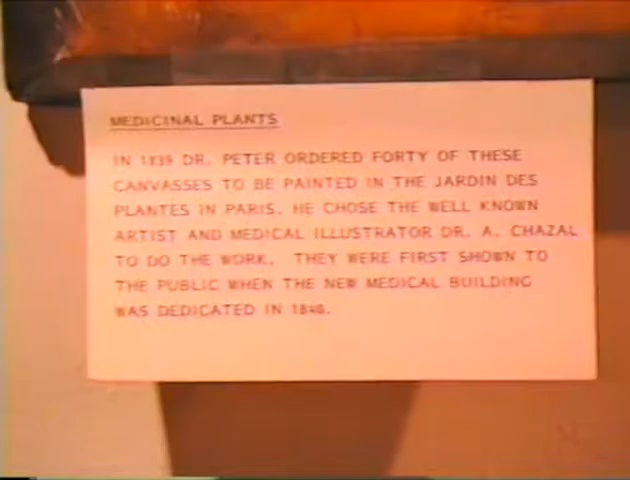 MEDICINAL PLANTS
IN 1839 DR. PETER ORDERED FORTY OF THESE
CANVASSES TO BE PAINTED IN THE JARDIN DES
PLANTES IN PARIS. HE CHOSE THE WELL KNOWN
ARTIST AND MEDICAL ILLUSTRATOR DR. A. CHAZAL
TO DO THE WORK. THEY WERE FIRST SHOWN TO
THE PUBLIC WHEN THE NEW MEDICAL BUILDING
WAS DEDICATED IN 1840.